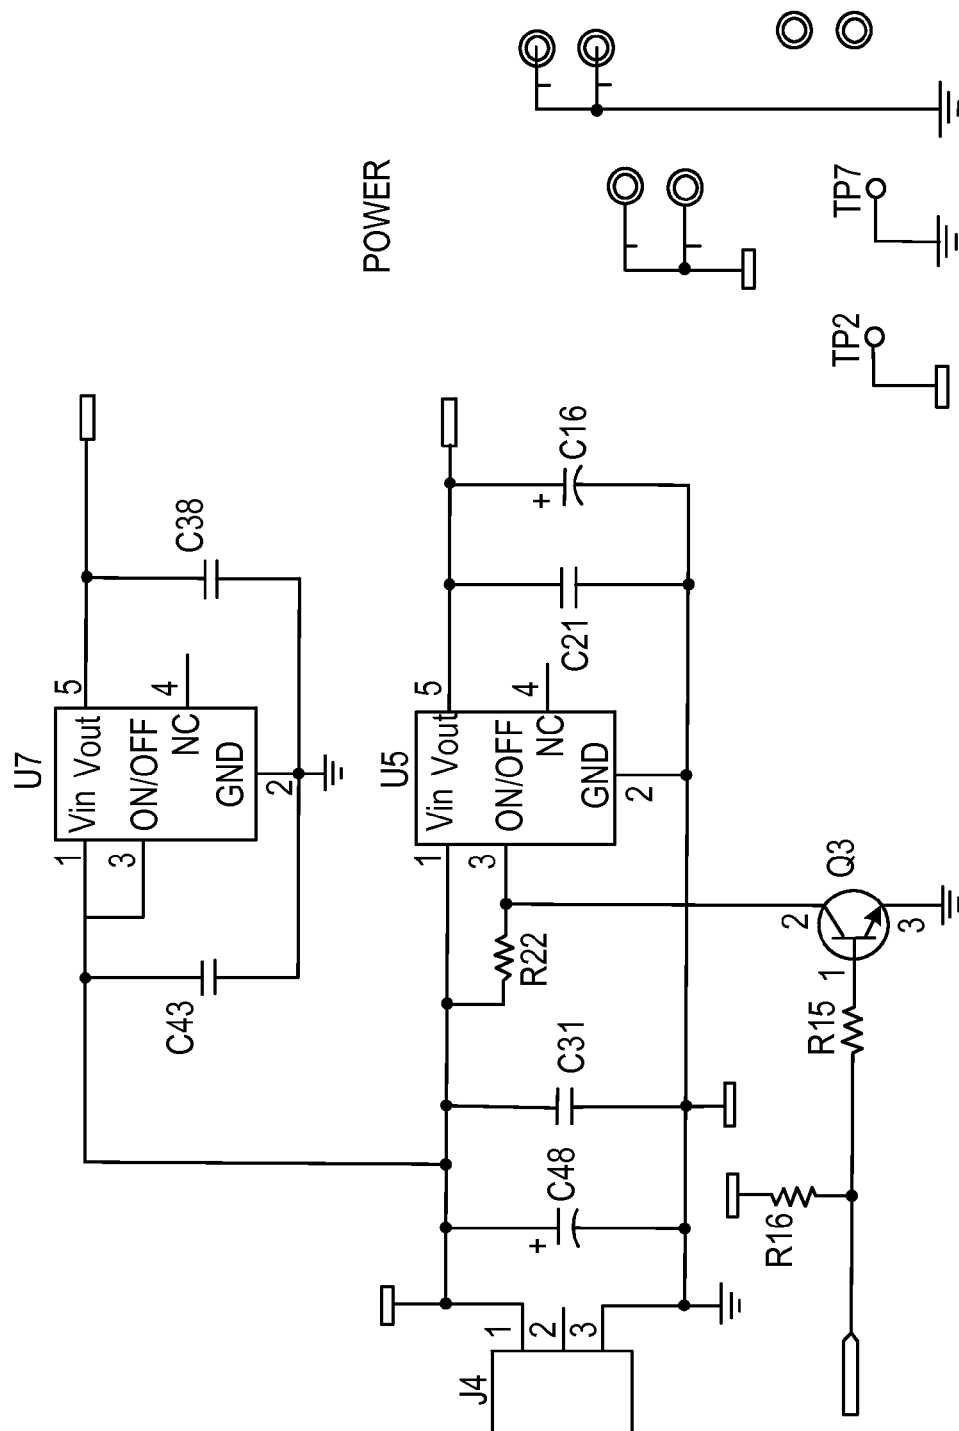 POWER
TP7
TP2
C38
C16
C21
U7
5
4
Vin Vout
ON/OFF
NC
GND
1
3
2
C43
U5
5
4
Vin Vout
ON/OFF
NC
GND
1
3
2
R22
Q3
2
3
1
R15
C31
C48
R16
1
2
3
J4
+
+